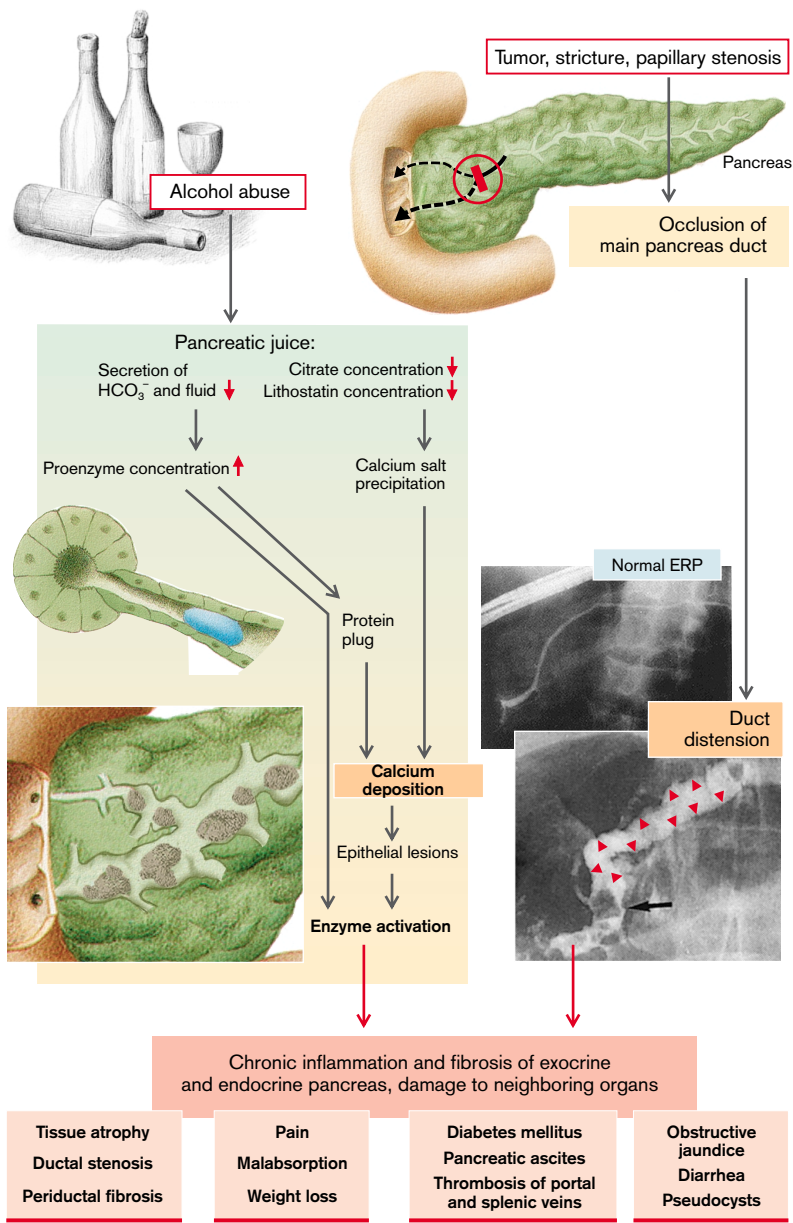 Tumor, stricture, papillary stenosis
Pancreas
Alcohol abuse
Occlusion of
main pancreas duct
Pancreatic juice:
Secretion of
HCO₃⁻ and fluid
Citrate concentration
Lithostatin concentration
Proenzyme concentration
Calcium salt
precipitation
Normal ERP
Protein
plug
Duct
distension
Calcium
deposition
Epithelial lesions
Enzyme activation
Chronic inflammation and fibrosis of exocrine
and endocrine pancreas, damage to neighboring organs
Tissue atrophy
Ductal stenosis
Periductal fibrosis
Pain
Malabsorption
Weight loss
Diabetes mellitus
Pancreatic ascites
Thrombosis of portal
and splenic veins
Obstructive
jaundice
Diarrhea
Pseudocysts